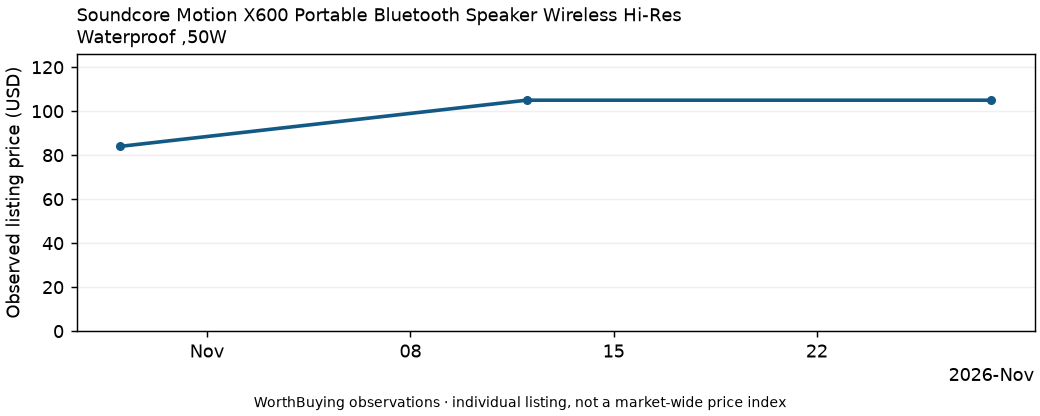 Soundcore Motion X600 Portable Bluetooth Speaker Wireless Hi-Res
Waterproof ,50W
Observed listing price (USD)
120
100
80
60
40
20
0
Nov
08
15
22
2026-Nov
WorthBuying observations · individual listing, not a market-wide price index